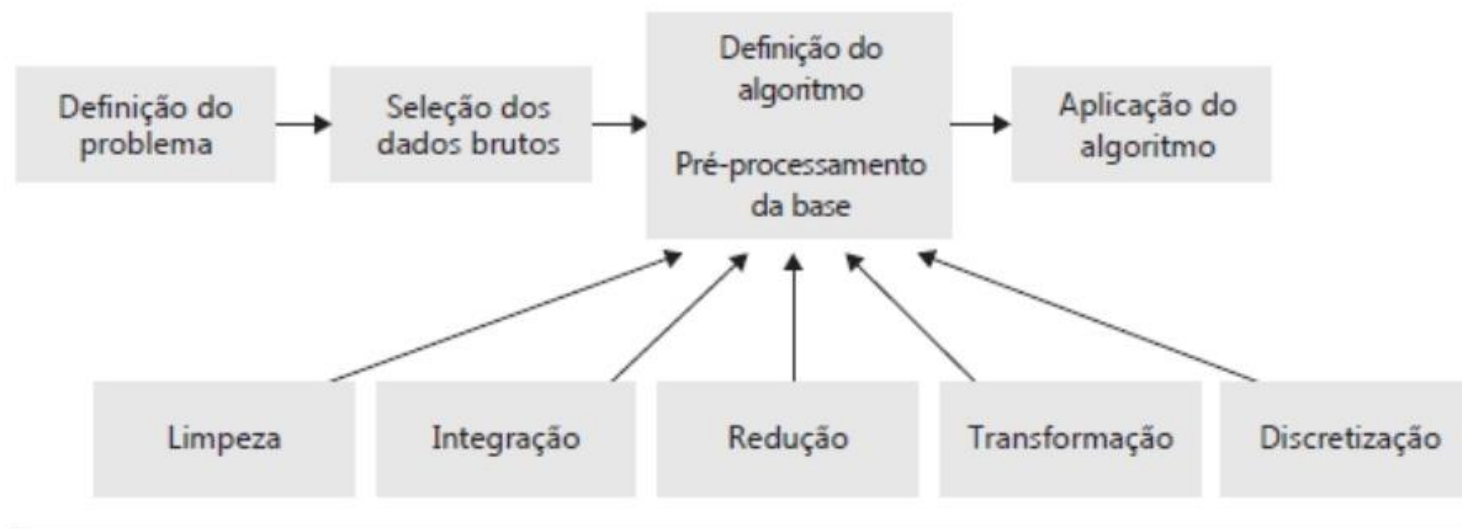 Definição do
problema
Seleção dos
dados brutos
Definição do
algoritmo
Pré-processamento
da base
Aplicação do
algoritmo
Limpeza
Integração
Redução
Transformação
Discretização